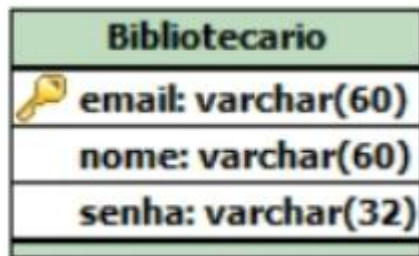 Bibliotecario
email: varchar(60)
nome: varchar(60)
senha: varchar(32)